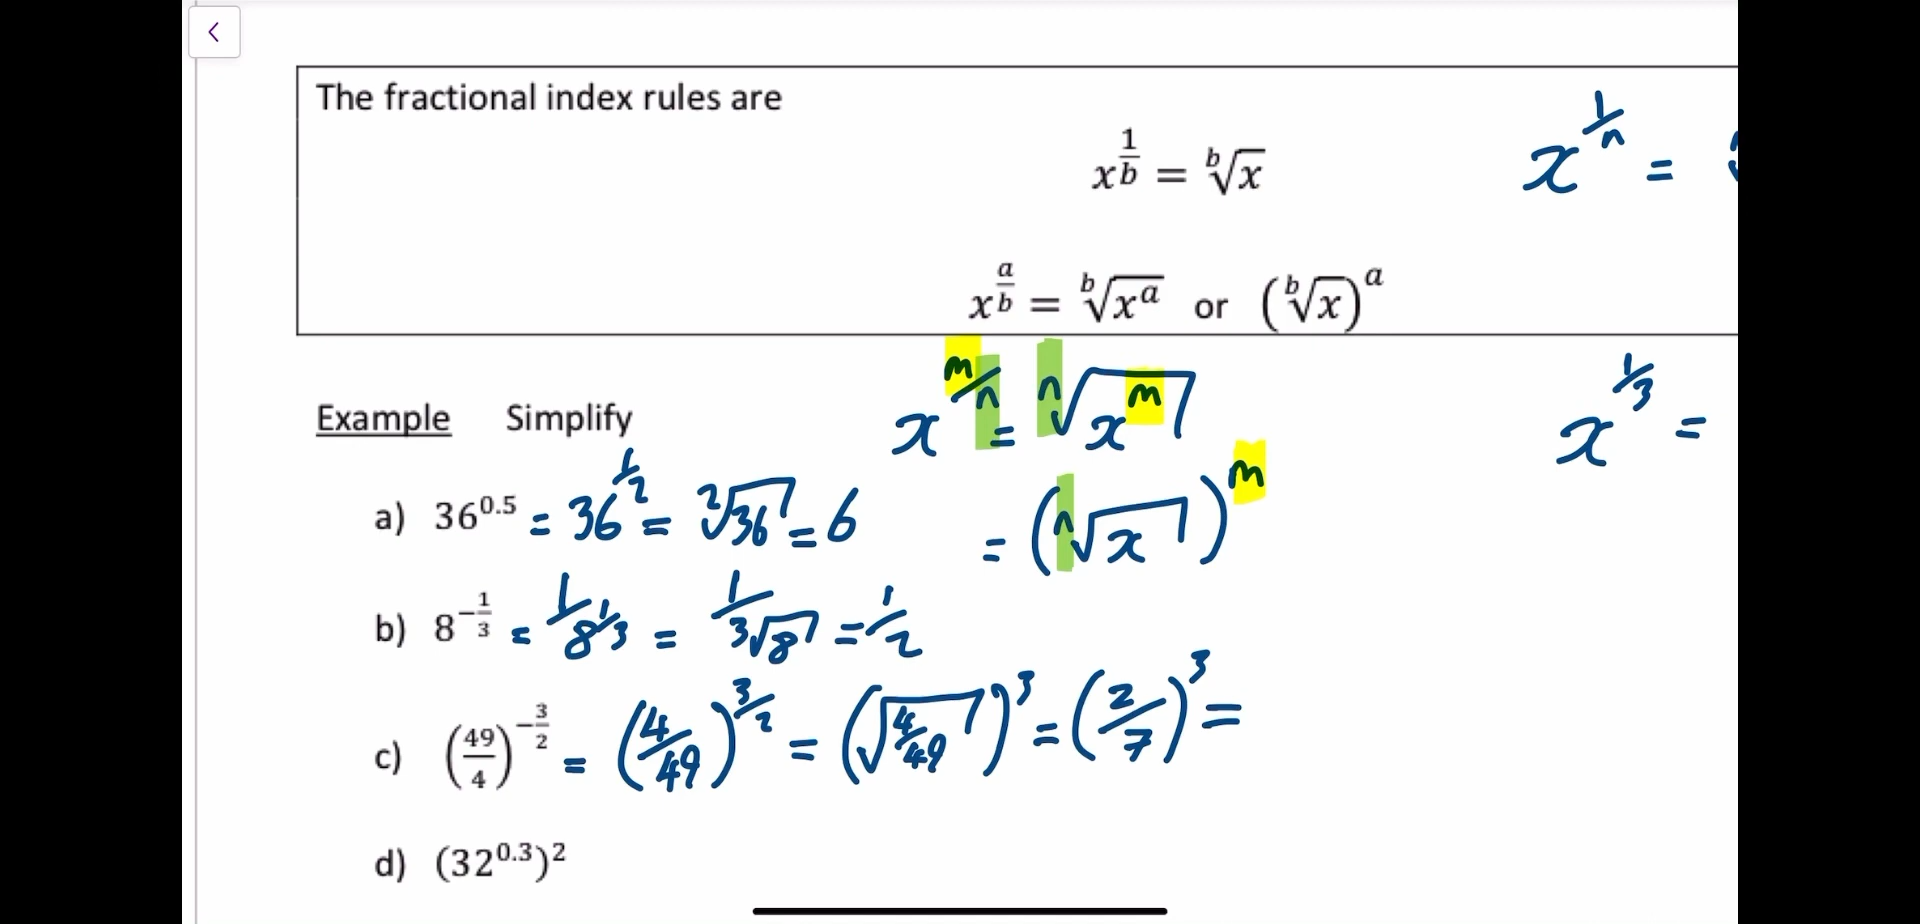 The fractional index rules are
x^(1/b) = ᵇ√x
x^(1/n) =
x^(a/b) = ᵇ√(x^a) or (ᵇ√x)^a
x^(m/n) = ⁿ√(x^m)
x^(1/3) =
Example Simplify
= (ⁿ√x)^m
a) 36^0.5 = 36^(1/2) = ²√36 = 6
b) 8^(-1/3) = 1/8^(1/3) = 1/³√8 = 1/2
c) (49/4)^(-3/2) = (4/49)^(3/2) = (√(4/49))^3 = (2/7)^3 =
d) (32^0.3)^2